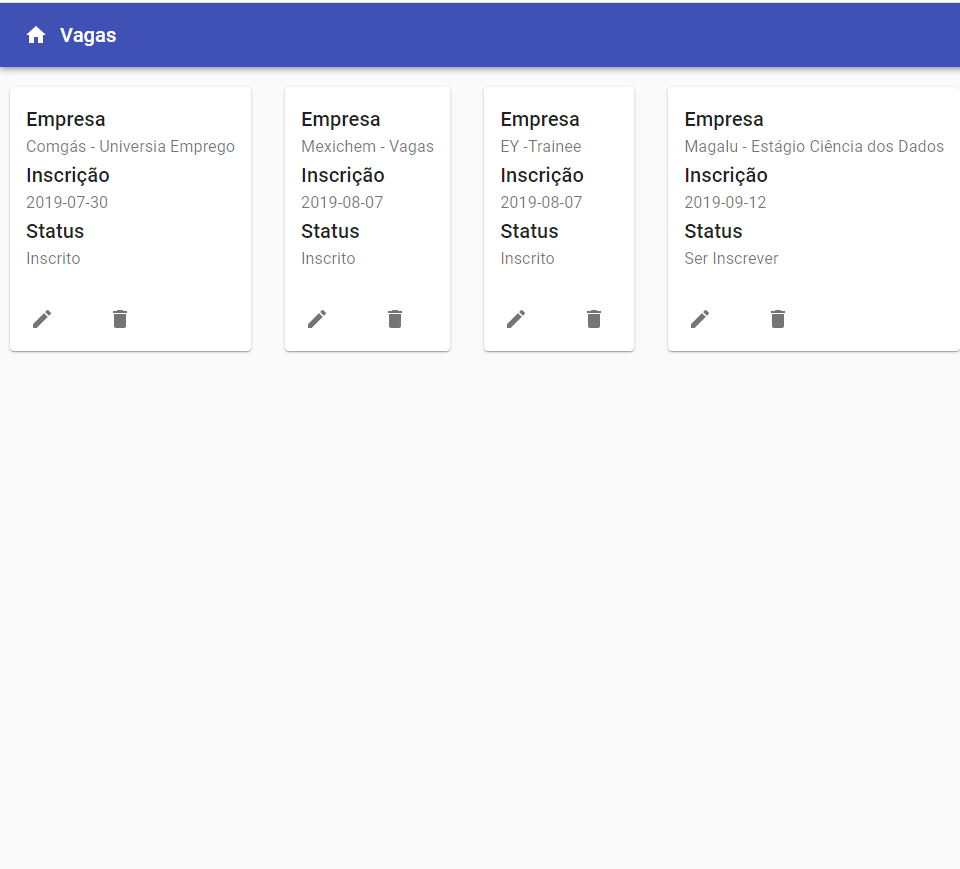 Vagas
Empresa
Comgás - Universia Emprego
Inscrição
2019-07-30
Status
Inscrito
Empresa
Mexichem - Vagas
Inscrição
2019-08-07
Status
Inscrito
Empresa
EY -Trainee
Inscrição
2019-08-07
Status
Inscrito
Empresa
Magalu - Estágio Ciência dos Dados
Inscrição
2019-09-12
Status
Ser Inscrever